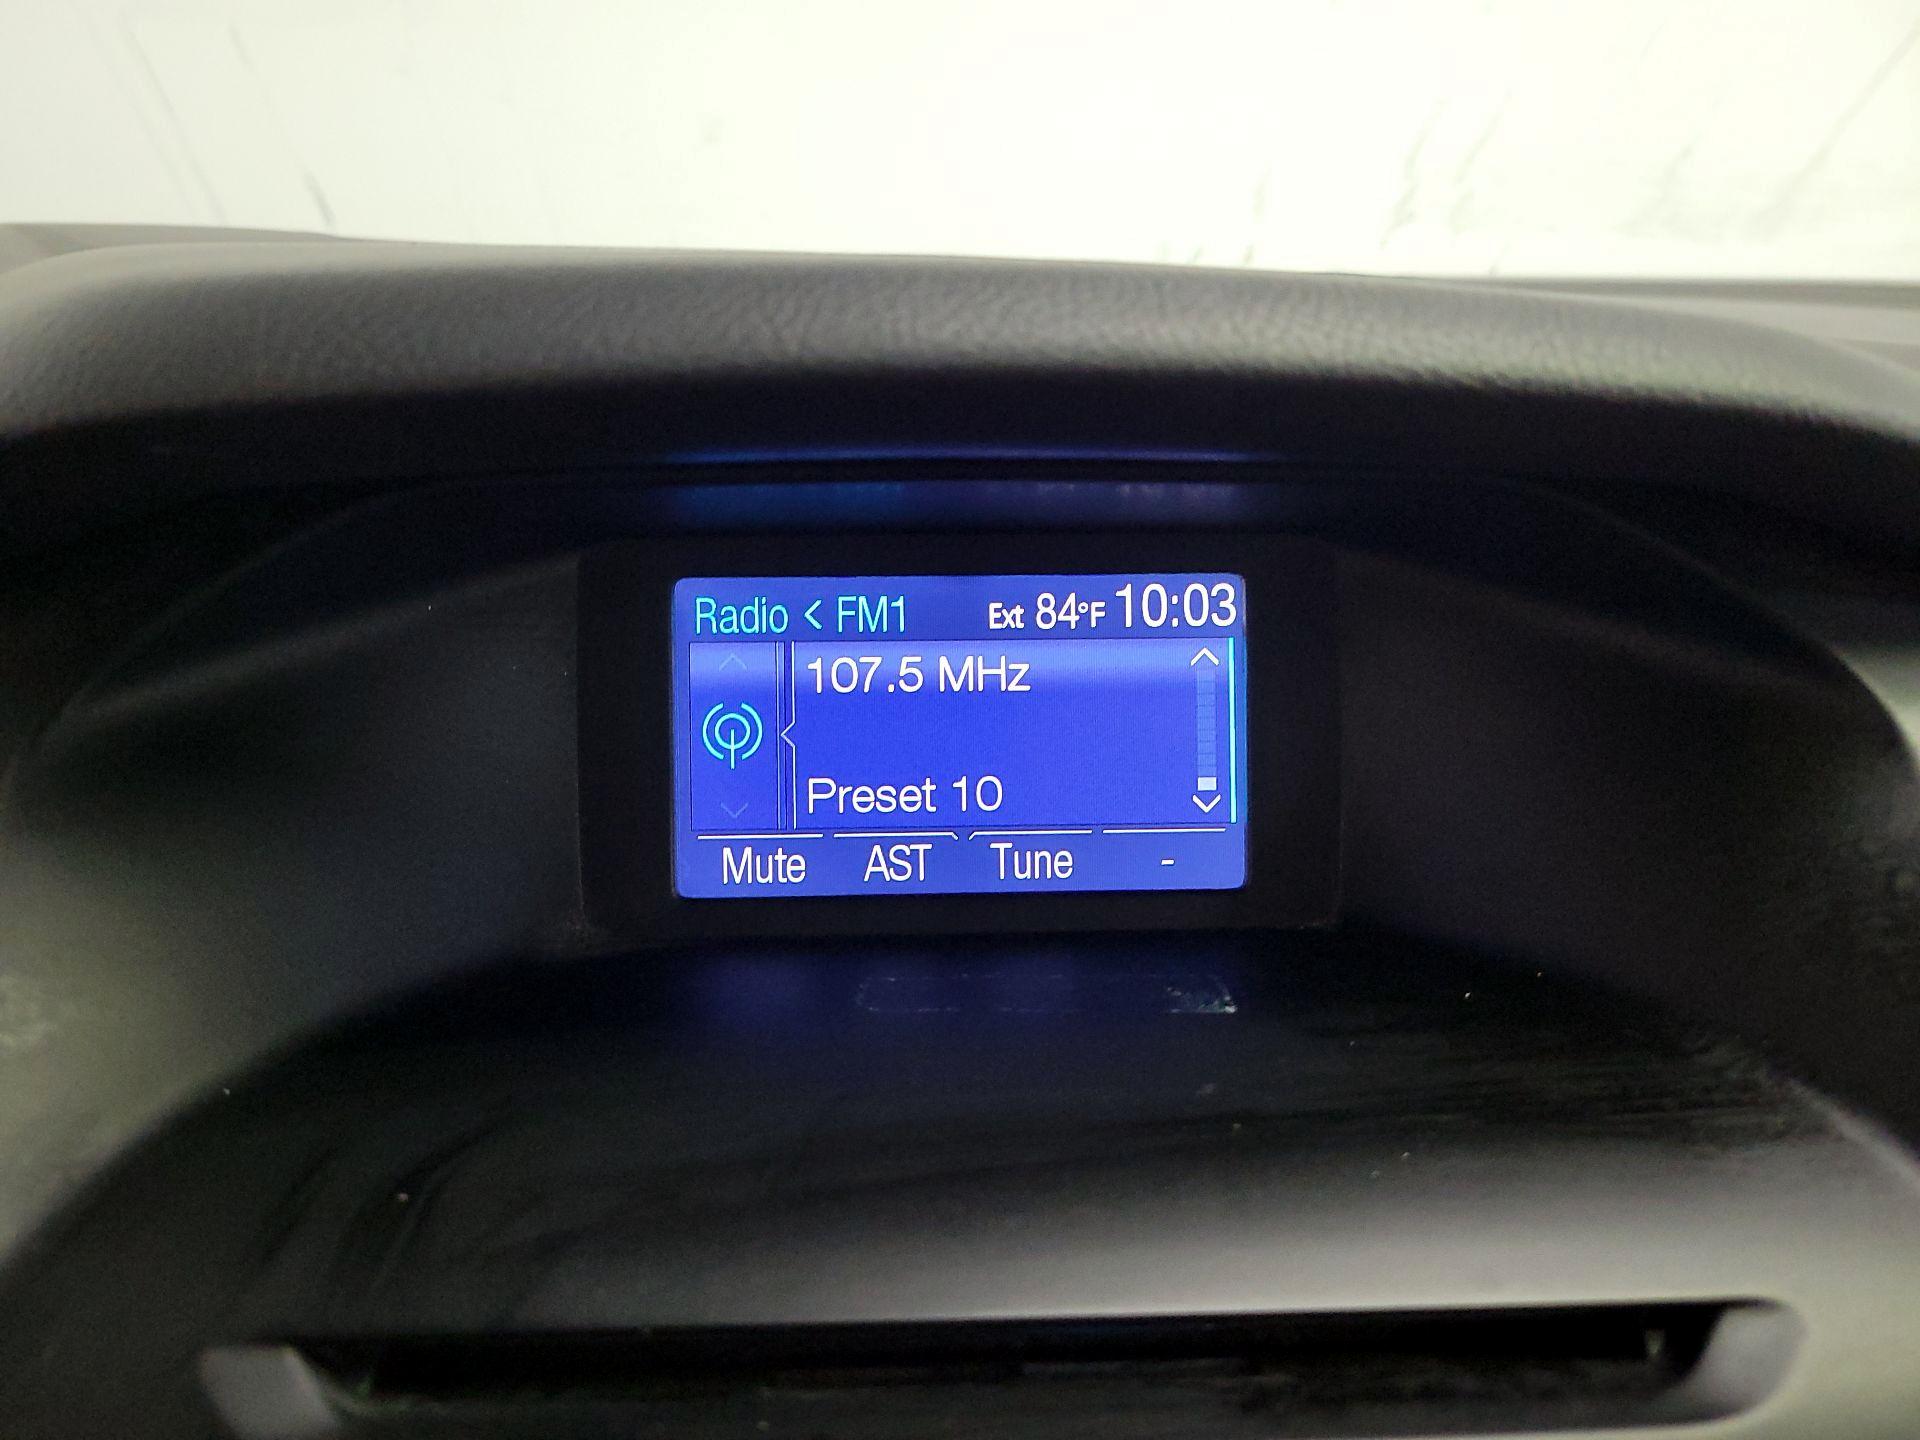 Radio < FM1 Ext 84°F 10:03
107.5 MHz
Preset 10
Mute AST Tune -